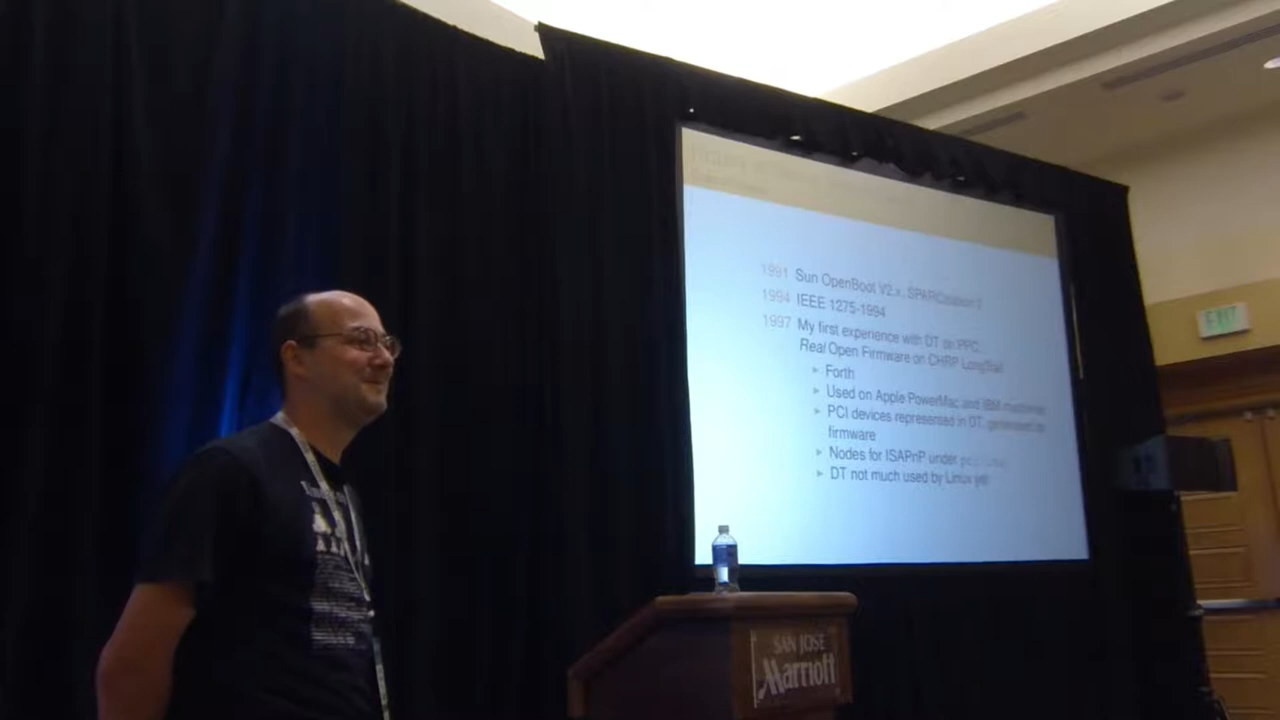 1991 Sun OpenBoot V2.x, SPARCstation 2
1994 IEEE 1275-1994
1997 My first experience with DT on PPC,
Real Open Firmware on CHRP LongTrail
Forth
Used on Apple PowerMac and IBM
PCI devices represented in DT, generated by
firmware
Nodes for ISAPnP under
DT not much used by Linux yet
EXIT
SAN JOSE
Marriott